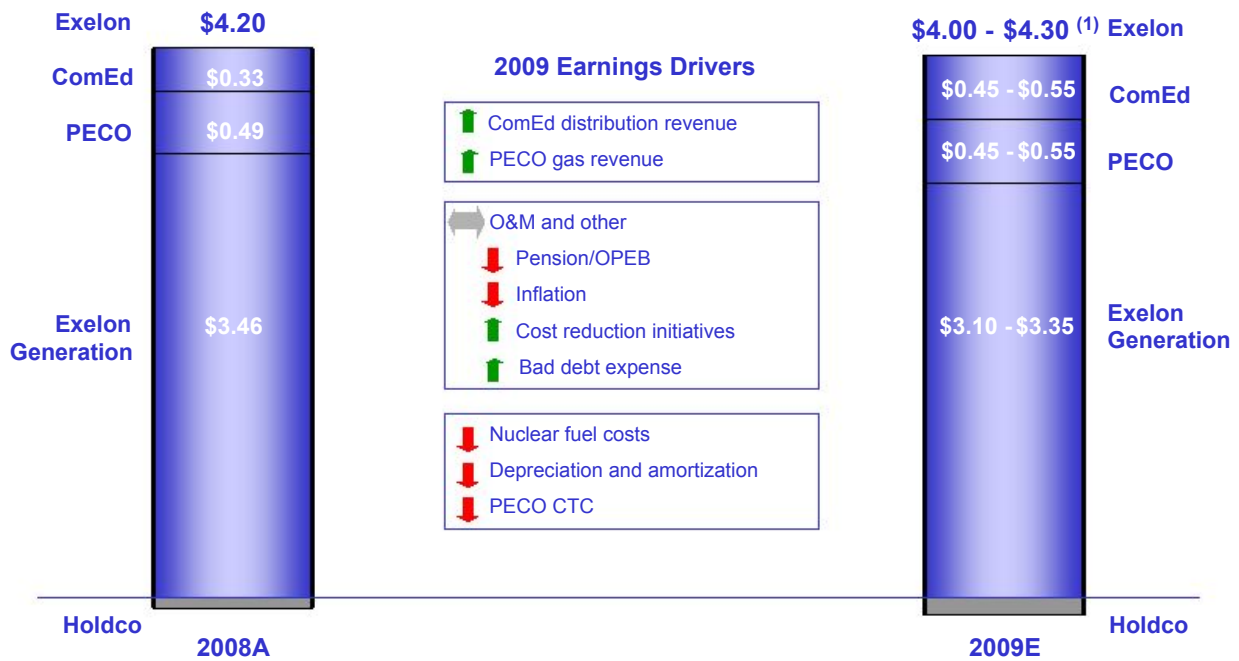 Exelon
$4.20
ComEd
$0.33
PECO
$0.49
Exelon
Generation
$3.46
Holdco
2008A
2009 Earnings Drivers
ComEd distribution revenue
PECO gas revenue
O&M and other
Pension/OPEB
Inflation
Cost reduction initiatives
Bad debt expense
Nuclear fuel costs
Depreciation and amortization
PECO CTC
$4.00 - $4.30 (1) Exelon
$0.45 - $0.55
ComEd
$0.45 - $0.55
PECO
$3.10 - $3.35
Exelon
Generation
Holdco
2009E